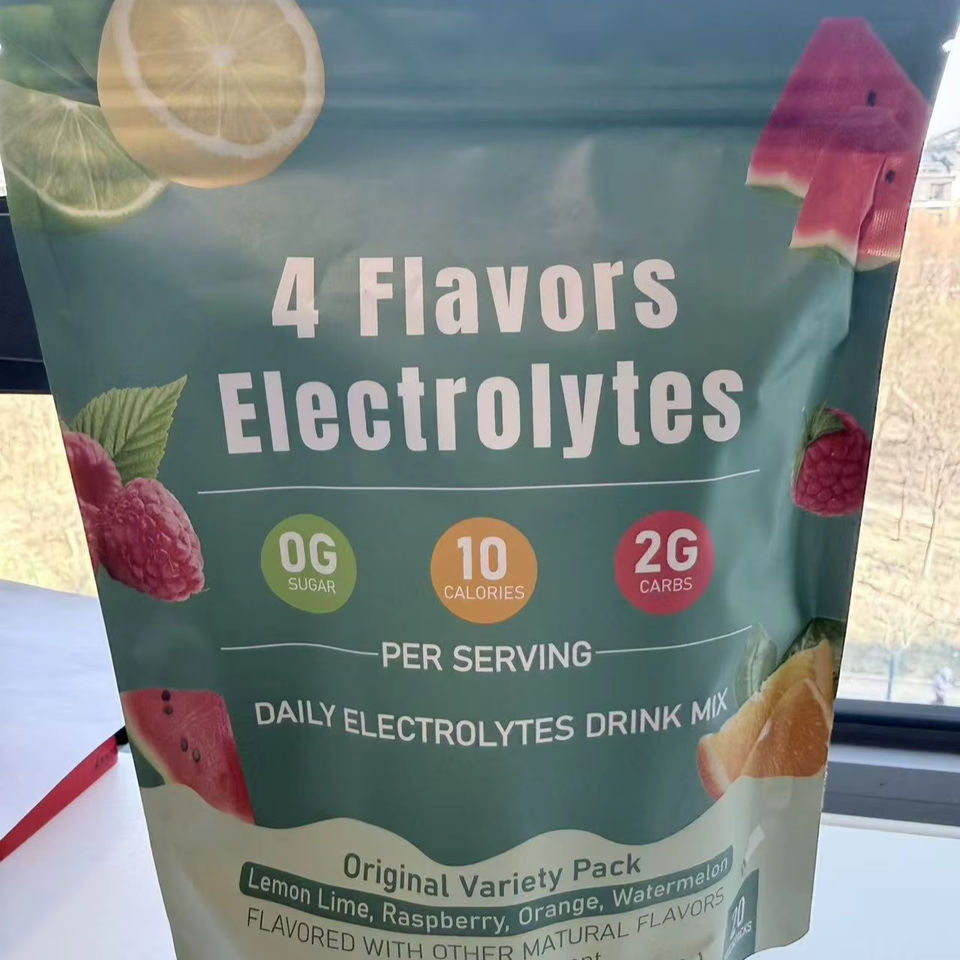 4 Flavors
Electrolytes
0G
SUGAR
10
CALORIES
2G
CARBS
PER SERVING
DAILY ELECTROLYTES DRINK MIX
Original Variety Pack
Lemon Lime, Raspberry, Orange, Watermelon
FLAVORED WITH OTHER NATURAL FLAVORS
20